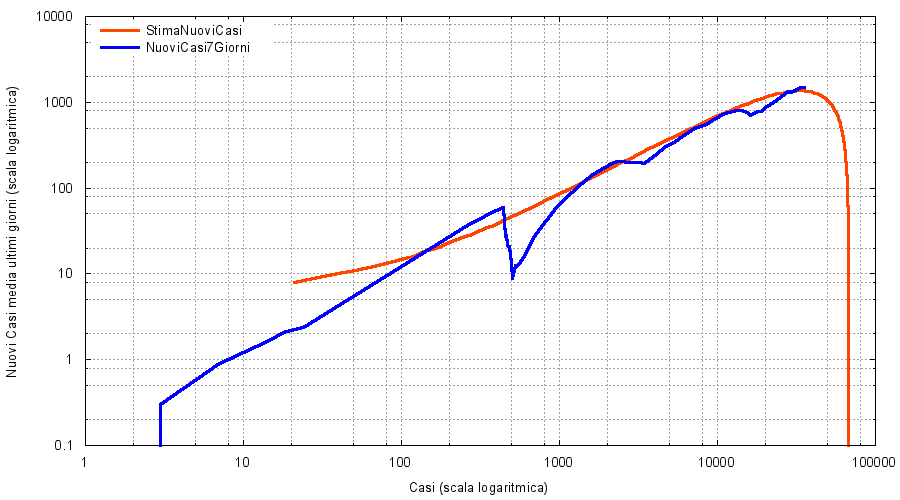 10000
1000
100
10
1
0.1
StimaNuoviCasi
NuoviCasi7Giorni
Nuovi Casi media ultimi giorni (scala logaritmica)
1 10 100 1000 10000 100000
Casi (scala logaritmica)